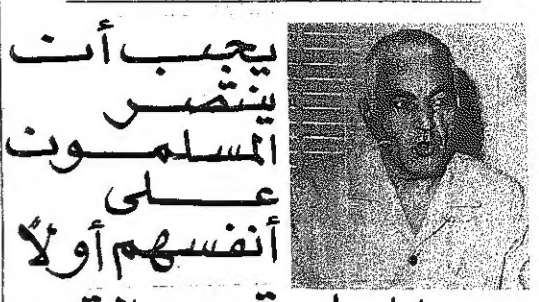 يجب أن
ينتصر
المسلمون
على
أنفسهم أولاً